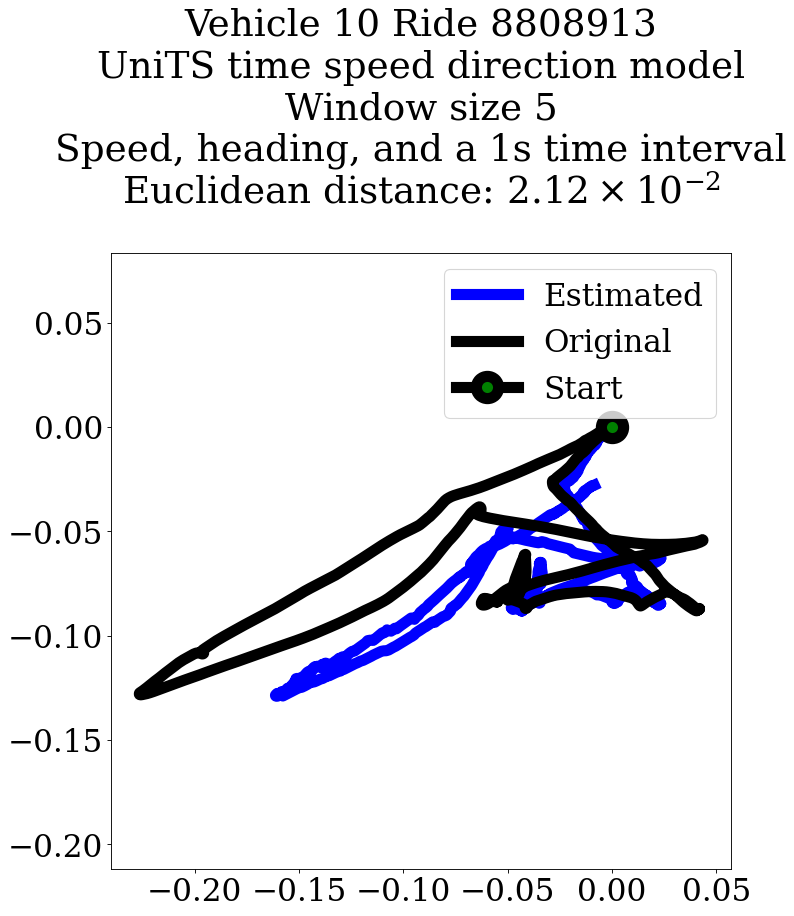 Vehicle 10 Ride 8808913
UniTS time speed direction model
Window size 5
Speed, heading, and a 1s time interval
Euclidean distance: 2.12 × 10⁻²
Estimated
Original
Start
0.05
0.00
−0.05
−0.10
−0.15
−0.20
−0.20 −0.15 −0.10 −0.05 0.00 0.05